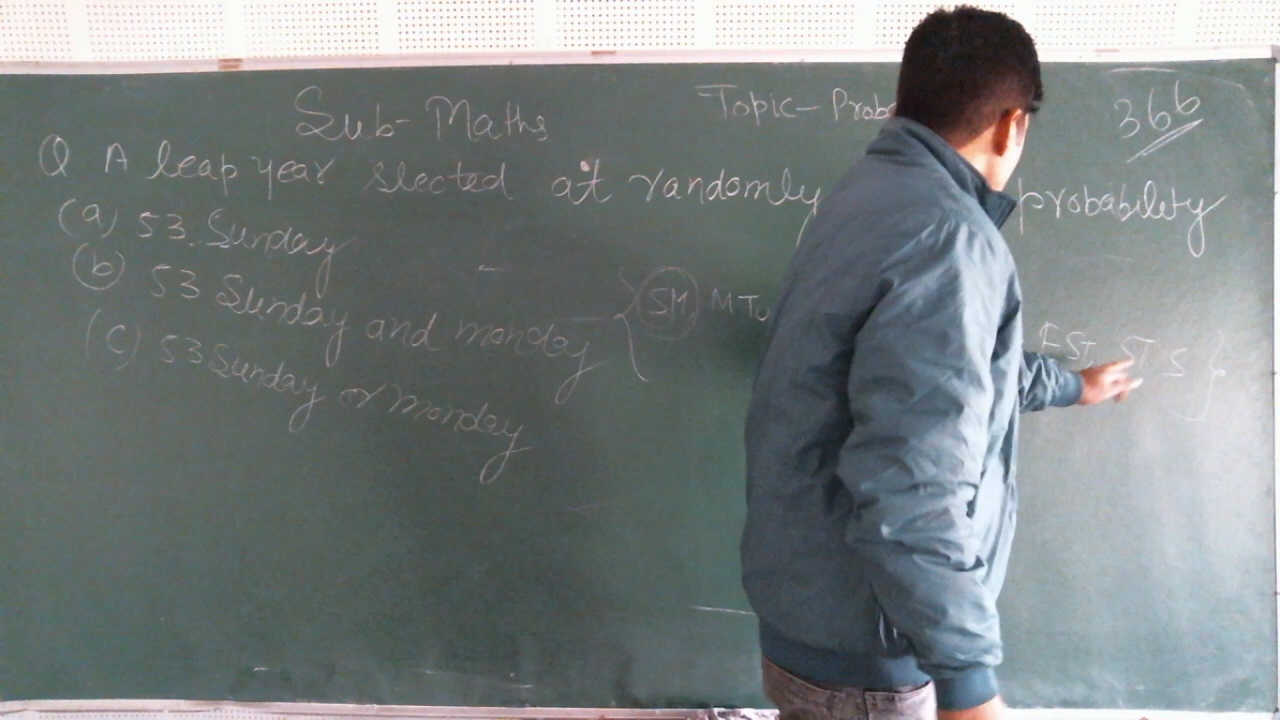 Sub- Maths Topic- Prob 366
Q A leap year slected at randomly probability
(a) 53 Sunday
(b) 53 Sunday and monday
(c) 53 Sunday or monday
{ SM, MTu
FSt, ST S }